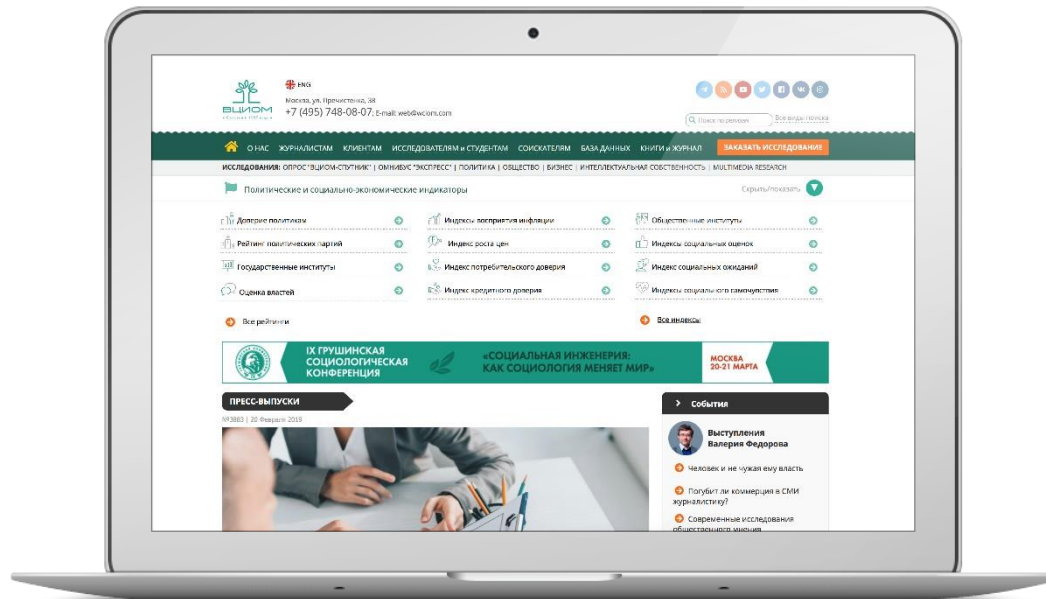 ENG
Москва, ул. Пречистенка, 38
ВЦИОМ
+7 (495) 748-08-07; E-mail: web@wciom.com
Поиск по резюме
Все виды поиска
О НАС ЖУРНАЛИСТАМ КЛИЕНТАМ ИССЛЕДОВАТЕЛЯМ и СТУДЕНТАМ СОИСКАТЕЛЯМ БАЗА ДАННЫХ КНИГИ и ЖУРНАЛ ЗАКАЗАТЬ ИССЛЕДОВАНИЕ
ИССЛЕДОВАНИЯ: ОПРОС "ВЦИОМ-СПУТНИК" | ОМНИБУС "ЭКСПРЕСС" | ПОЛИТИКА | ОБЩЕСТВО | БИЗНЕС | ИНТЕЛЛЕКТУАЛЬНАЯ СОБСТВЕННОСТЬ | MULTIMEDIA RESEARCH
Политические и социально-экономические индикаторы
Скрыть/показать
Доверие политикам
Индексы восприятия инфляции
Общественные институты
Рейтинг политических партий
Индекс роста цен
Индексы социальных оценок
Государственные институты
Индекс потребительского доверия
Индекс социальных ожиданий
Оценка властей
Индекс кредитного доверия
Индексы социального самочувствия
Все рейтинги
Все индексы
IX ГРУШИНСКАЯ
СОЦИОЛОГИЧЕСКАЯ
КОНФЕРЕНЦИЯ
«СОЦИАЛЬНАЯ ИНЖЕНЕРИЯ:
КАК СОЦИОЛОГИЯ МЕНЯЕТ МИР»
МОСКВА
20-21 МАРТА
ПРЕСС-ВЫПУСКИ
20 Февраля 2018
События
Выступления
Валерия Федорова
Человек и не чужая ему власть
Погубит ли коммерция в СМИ
журналистику?
Современные исследования
общественного мнения